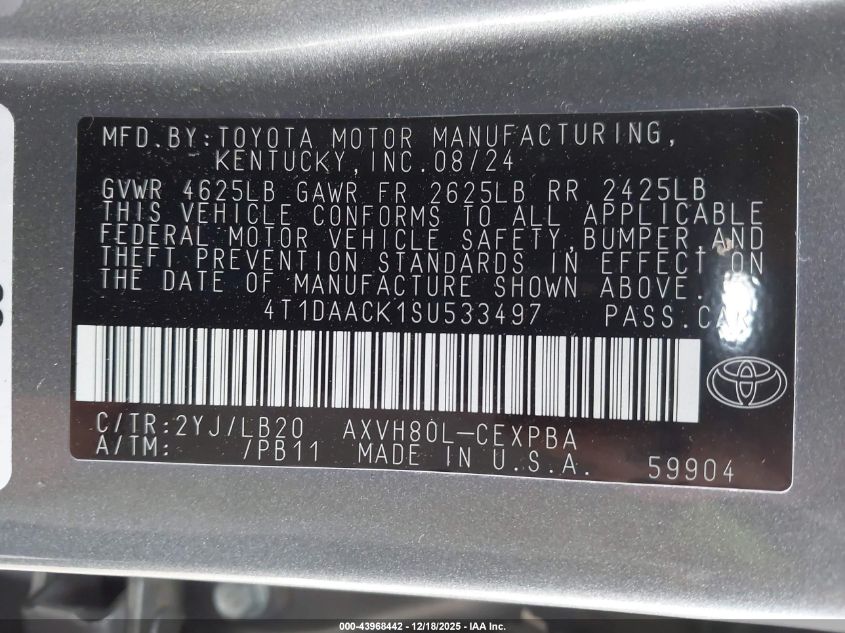 MFD.BY:TOYOTA MOTOR MANUFACTURING,
KENTUCKY,INC.08/24
GVWR 4625LB GAWR FR 2625LB RR 2425LB
THIS VEHICLE CONFORMS TO ALL APPLICABLE
FEDERAL MOTOR VEHICLE SAFETY,BUMPER,AND
THEFT PREVENTION STANDARDS IN EFFECT ON
THE DATE OF MANUFACTURE SHOWN ABOVE.
4T1DAACK1SU533497 PASS.CAR
C/TR:2YJ/LB20 AXVH80L-CEXPBA
A/TM: /PB11 MADE IN U.S.A. 59904
000-43968442 - 12/18/2025 - IAA Inc.